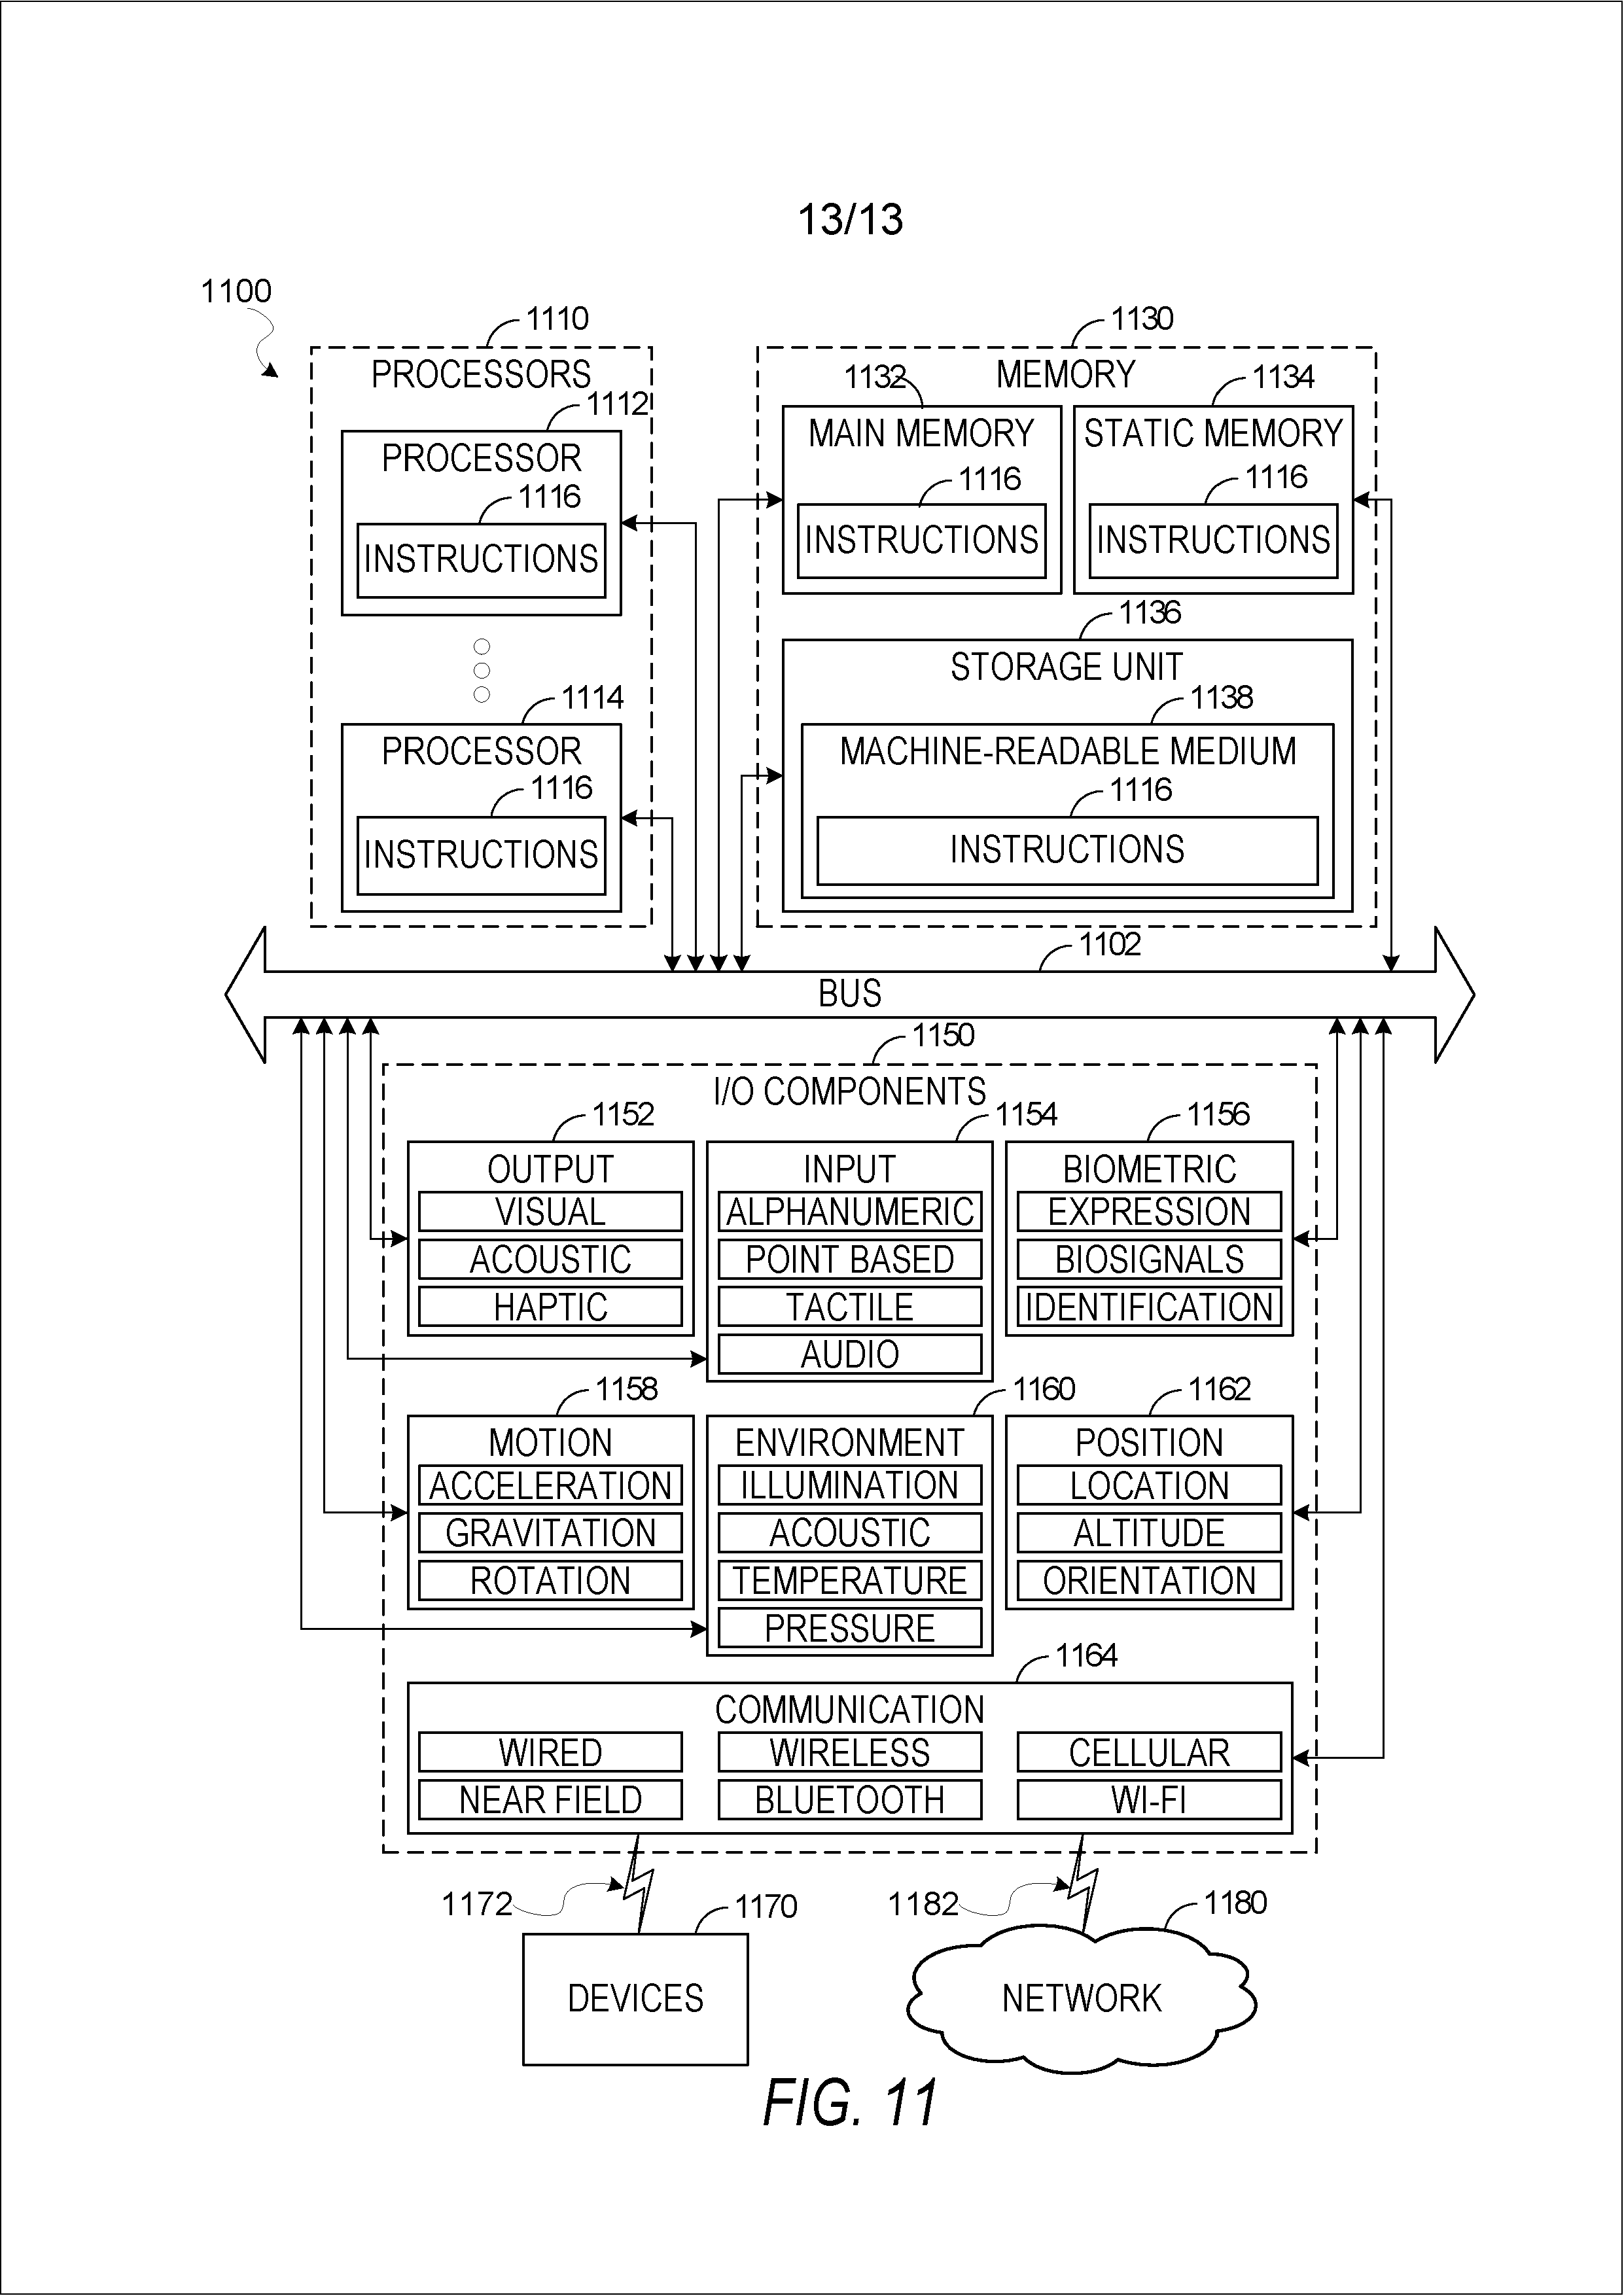 13/13
1100
1110
PROCESSORS
1112
PROCESSOR
1116
INSTRUCTIONS
1114
PROCESSOR
1116
INSTRUCTIONS
1130
MEMORY
1132
MAIN MEMORY
1116
INSTRUCTIONS
1134
STATIC MEMORY
1116
INSTRUCTIONS
1136
STORAGE UNIT
1138
MACHINE-READABLE MEDIUM
1116
INSTRUCTIONS
1102
BUS
1150
I/O COMPONENTS
1152
OUTPUT
VISUAL
ACOUSTIC
HAPTIC
1154
INPUT
ALPHANUMERIC
POINT BASED
TACTILE
AUDIO
1156
BIOMETRIC
EXPRESSION
BIOSIGNALS
IDENTIFICATION
1158
MOTION
ACCELERATION
GRAVITATION
ROTATION
1160
ENVIRONMENT
ILLUMINATION
ACOUSTIC
TEMPERATURE
PRESSURE
1162
POSITION
LOCATION
ALTITUDE
ORIENTATION
1164
COMMUNICATION
WIRED
WIRELESS
CELLULAR
NEAR FIELD
BLUETOOTH
WI-FI
1172
1170
DEVICES
1182
1180
NETWORK
FIG. 11